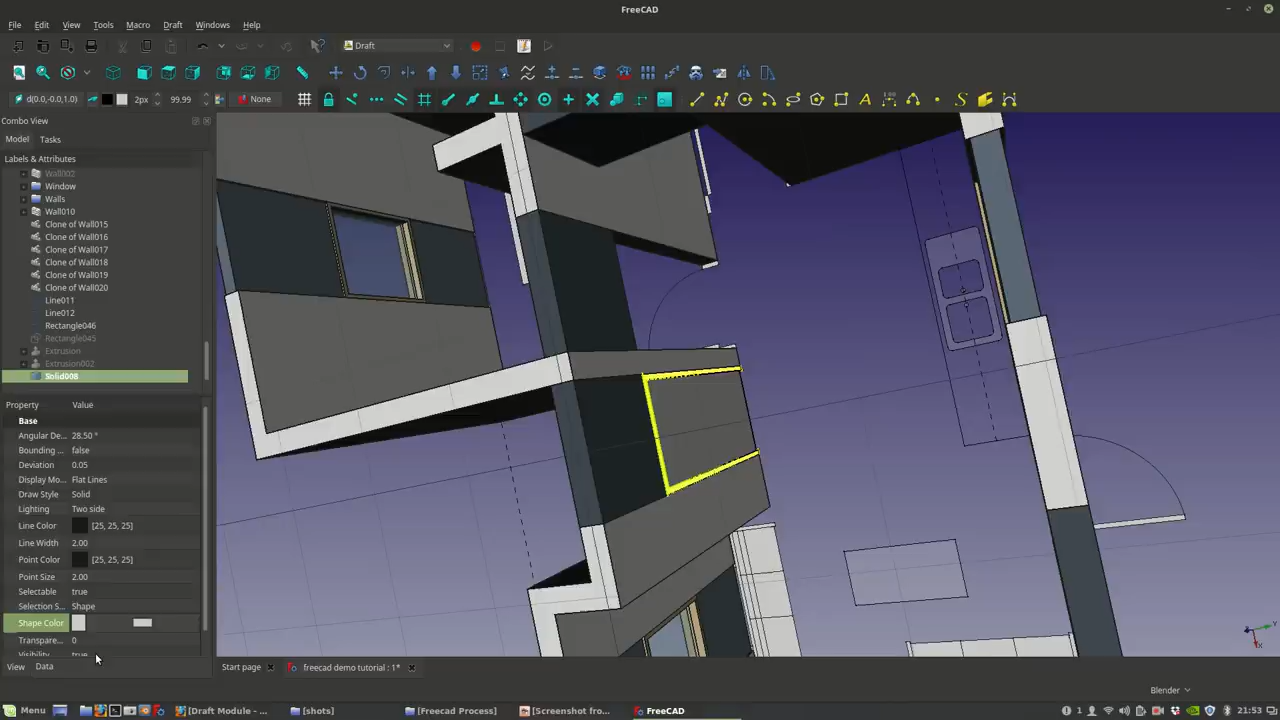 FreeCAD
File Edit View Tools Macro Draft Windows Help
Draft
d(0.0,-0.0,1.0) 2px 99.99 None
Combo View
Model Tasks
Labels & Attributes
Wall002
Window
Walls
Wall010
Clone of Wall015
Clone of Wall016
Clone of Wall017
Clone of Wall018
Clone of Wall019
Clone of Wall020
Line011
Line012
Rectangle046
Rectangle045
Extrusion
Extrusion002
Solid008
Property Value
Base
Angular De... 28.50 °
Bounding ... false
Deviation 0.05
Display Mo... Flat Lines
Draw Style Solid
Lighting Two side
Line Color [25, 25, 25]
Line Width 2.00
Point Color [25, 25, 25]
Point Size 2.00
Selectable true
Selection S... Shape
Shape Color
Transpare... 0
Visibility true
View Data
Start page freecad demo tutorial : 1*
Blender
Menu [Draft Module - ... [shots] [Freecad Process] [Screenshot fro... FreeCAD 1 21:53